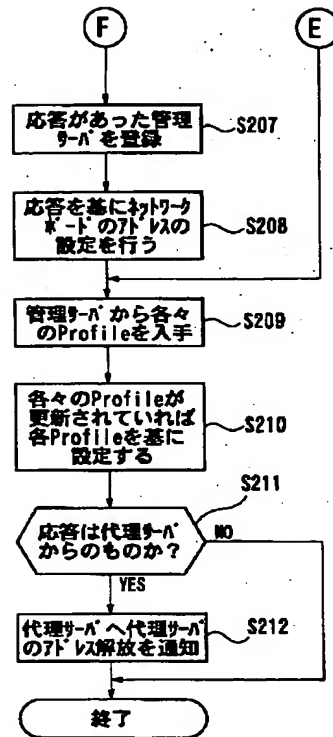 F
E
応答があった管理
ｻｰﾊﾞを登録
S207
応答を基にﾈｯﾄﾜｰｸ
ﾎﾞｰﾄﾞのｱﾄﾞﾚｽの
設定を行う
S208
管理ｻｰﾊﾞから各々
のProfileを入手
S209
各々のProfileが
更新されていれば
各Profileを基に
設定する
S210
S211
応答は代理ｻｰﾊﾞ
からのものか？
NO
YES
代理ｻｰﾊﾞへ代理ｻｰﾊﾞ
のｱﾄﾞﾚｽ解放を通知
S212
終了